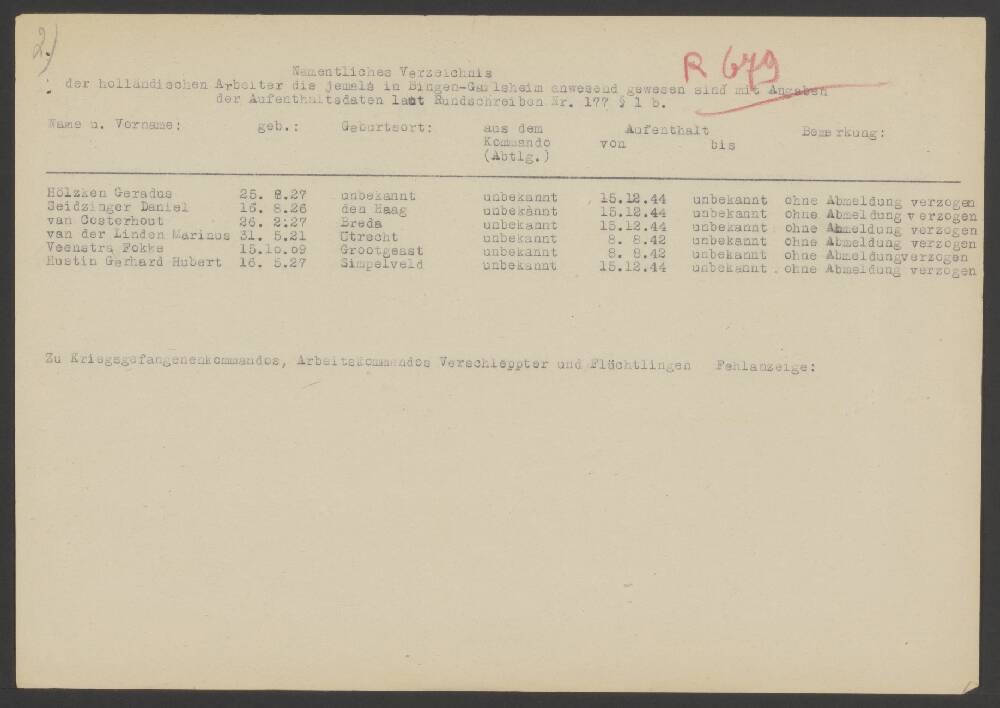 2.)
R 679
Namentliches Verzeichnis
der holländischen Arbeiter die jemals in Bingen-Gaulsheim anwesend gewesen sind mit Angaben
der Aufenthaltsdaten laut Rundschreiben Nr. 177 § 1 b.
Name u. Vorname: geb.: Geburtsort: aus dem Kommando (Abtlg.) Aufenthalt von bis Bemerkung:
Hölzken Geradus 25. 8.27 unbekannt unbekannt 15.12.44 unbekannt ohne Abmeldung verzogen
Seidzinger Daniel 16. 8.26 den Haag unbekannt 15.12.44 unbekannt ohne Abmeldung verzogen
van Oosterhout 26. 2.27 Breda unbekannt 15.12.44 unbekannt ohne Abmeldung verzogen
van der Linden Marinus 31. 5.21 Utrecht unbekannt 8. 8.42 unbekannt ohne Abmeldung verzogen
Veenstra Fokke 15.10.09 Grootgeast unbekannt 8. 8.42 unbekannt ohne Abmeldungverzogen
Hustin Gerhard Hubert 16. 5.27 Simpelveld unbekannt 15.12.44 unbekannt ohne Abmeldung verzogen
Zu Kriegsgefangenenkommandos, Arbeitskommandos Verschleppter und Flüchtlingen Fehlanzeige: